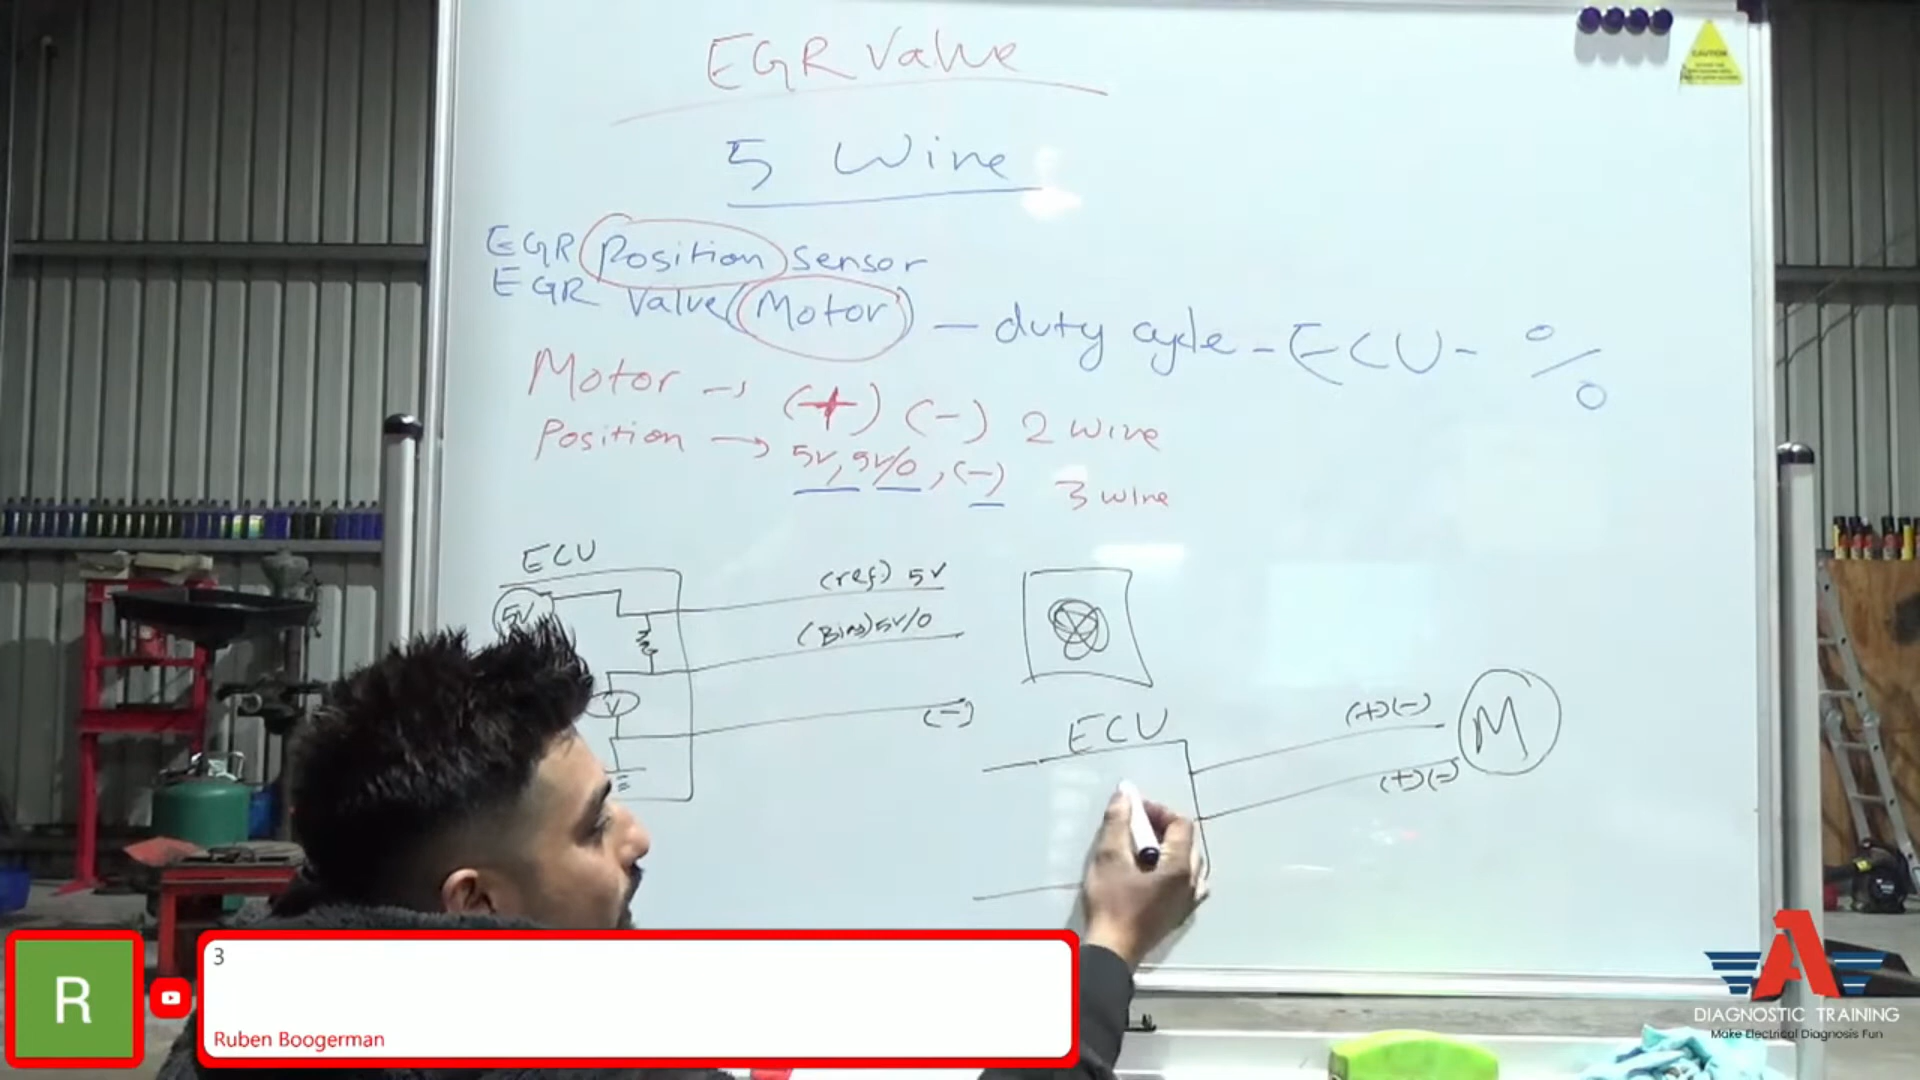 EGR Valve
5 Wire
EGR Position Sensor
EGR Valve (Motor) - duty cycle - ECU - %
Motor → (+) (-) 2 wire
Position → 5V, 5V/0, (-) 3 wire
ECU
(ref) 5V
5V
(Bias) 5V/0
V
(-)
ECU
(+)(-)
M
(+)(-)
CAUTION
3
R
Ruben Boogerman
A
DIAGNOSTIC TRAINING
Make Electrical Diagnosis Fun